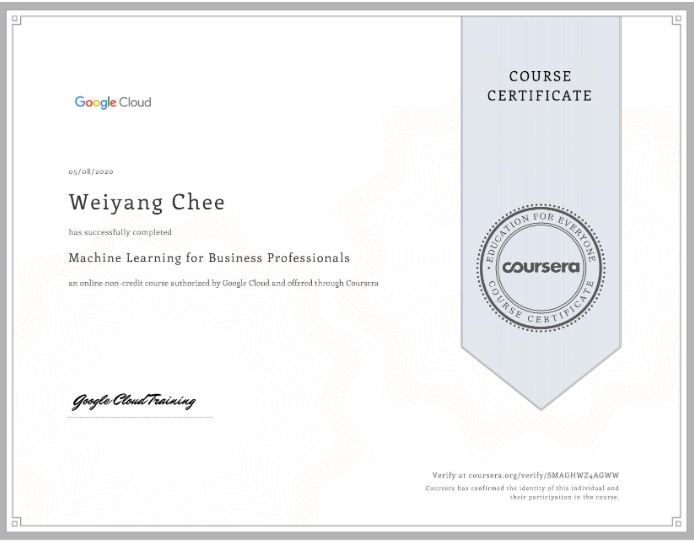 COURSE
CERTIFICATE
Google Cloud
05/08/2020
Weiyang Chee
has successfully completed
Machine Learning for Business Professionals
an online non-credit course authorized by Google Cloud and offered through Coursera
EDUCATION FOR EVERYONE
coursera
COURSE CERTIFICATE
Google Cloud Training
Verify at coursera.org/verify/SMAGHWZ4AGWW
Coursera has confirmed the identity of this individual and
their participation in the course.